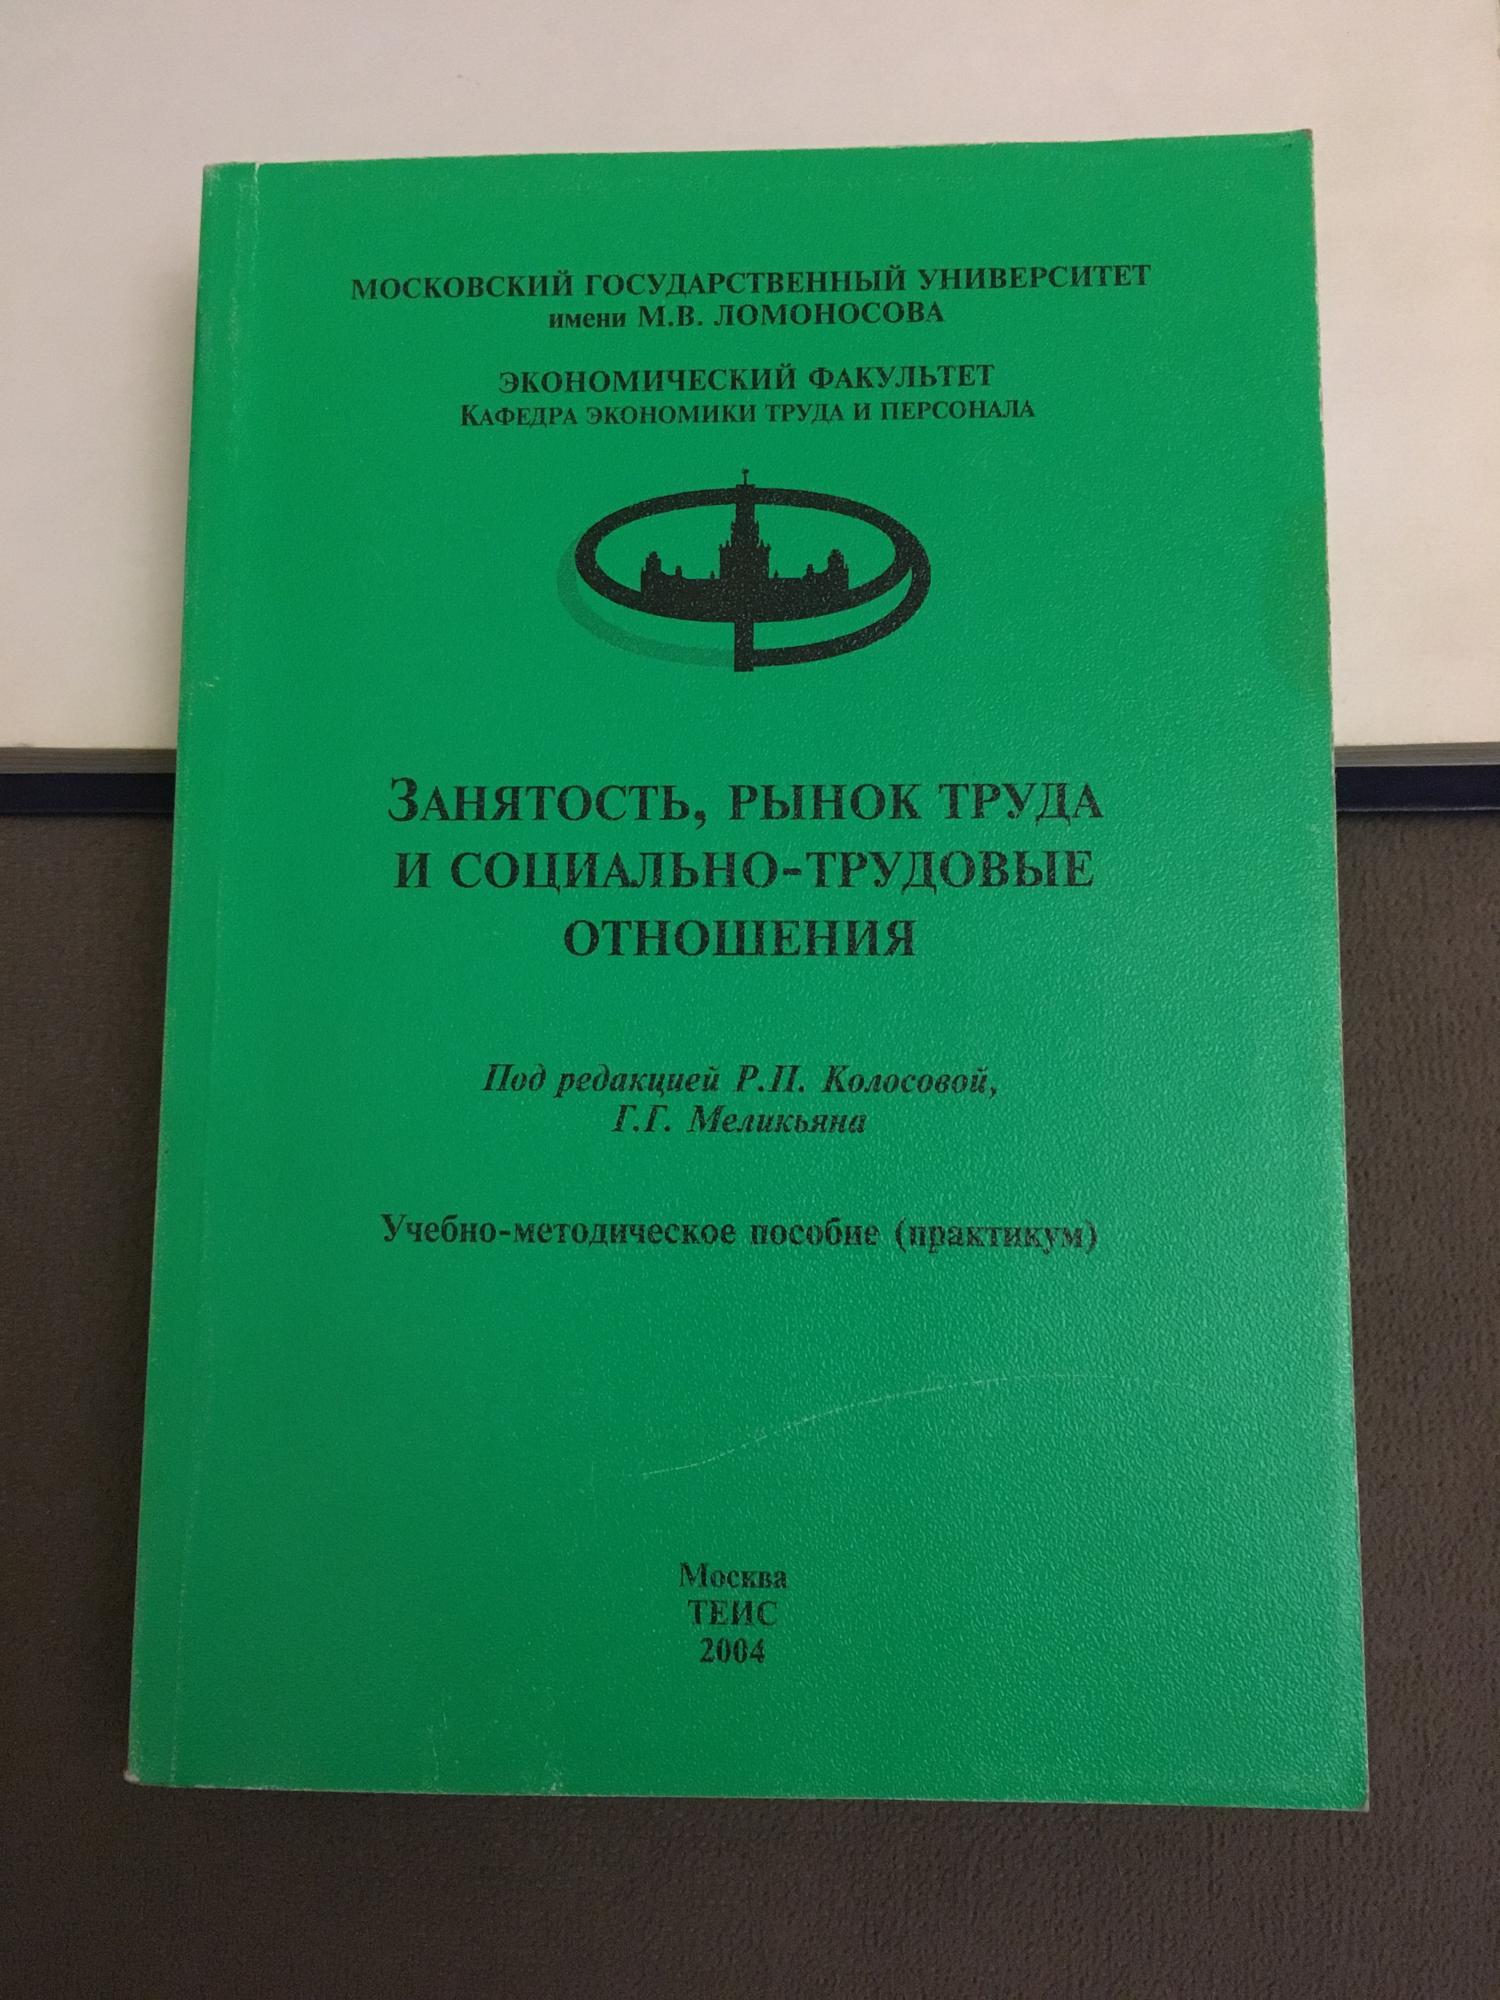 МОСКОВСКИЙ ГОСУДАРСТВЕННЫЙ УНИВЕРСИТЕТ
имени М.В. ЛОМОНОСОВА
ЭКОНОМИЧЕСКИЙ ФАКУЛЬТЕТ
КАФЕДРА ЭКОНОМИКИ ТРУДА И ПЕРСОНАЛА
ЗАНЯТОСТЬ, РЫНОК ТРУДА
И СОЦИАЛЬНО-ТРУДОВЫЕ
ОТНОШЕНИЯ
Под редакцией Р.П. Колосовой,
Г.Г. Меликьяна
Учебно-методическое пособие (практикум)
Москва
ТЕИС
2004